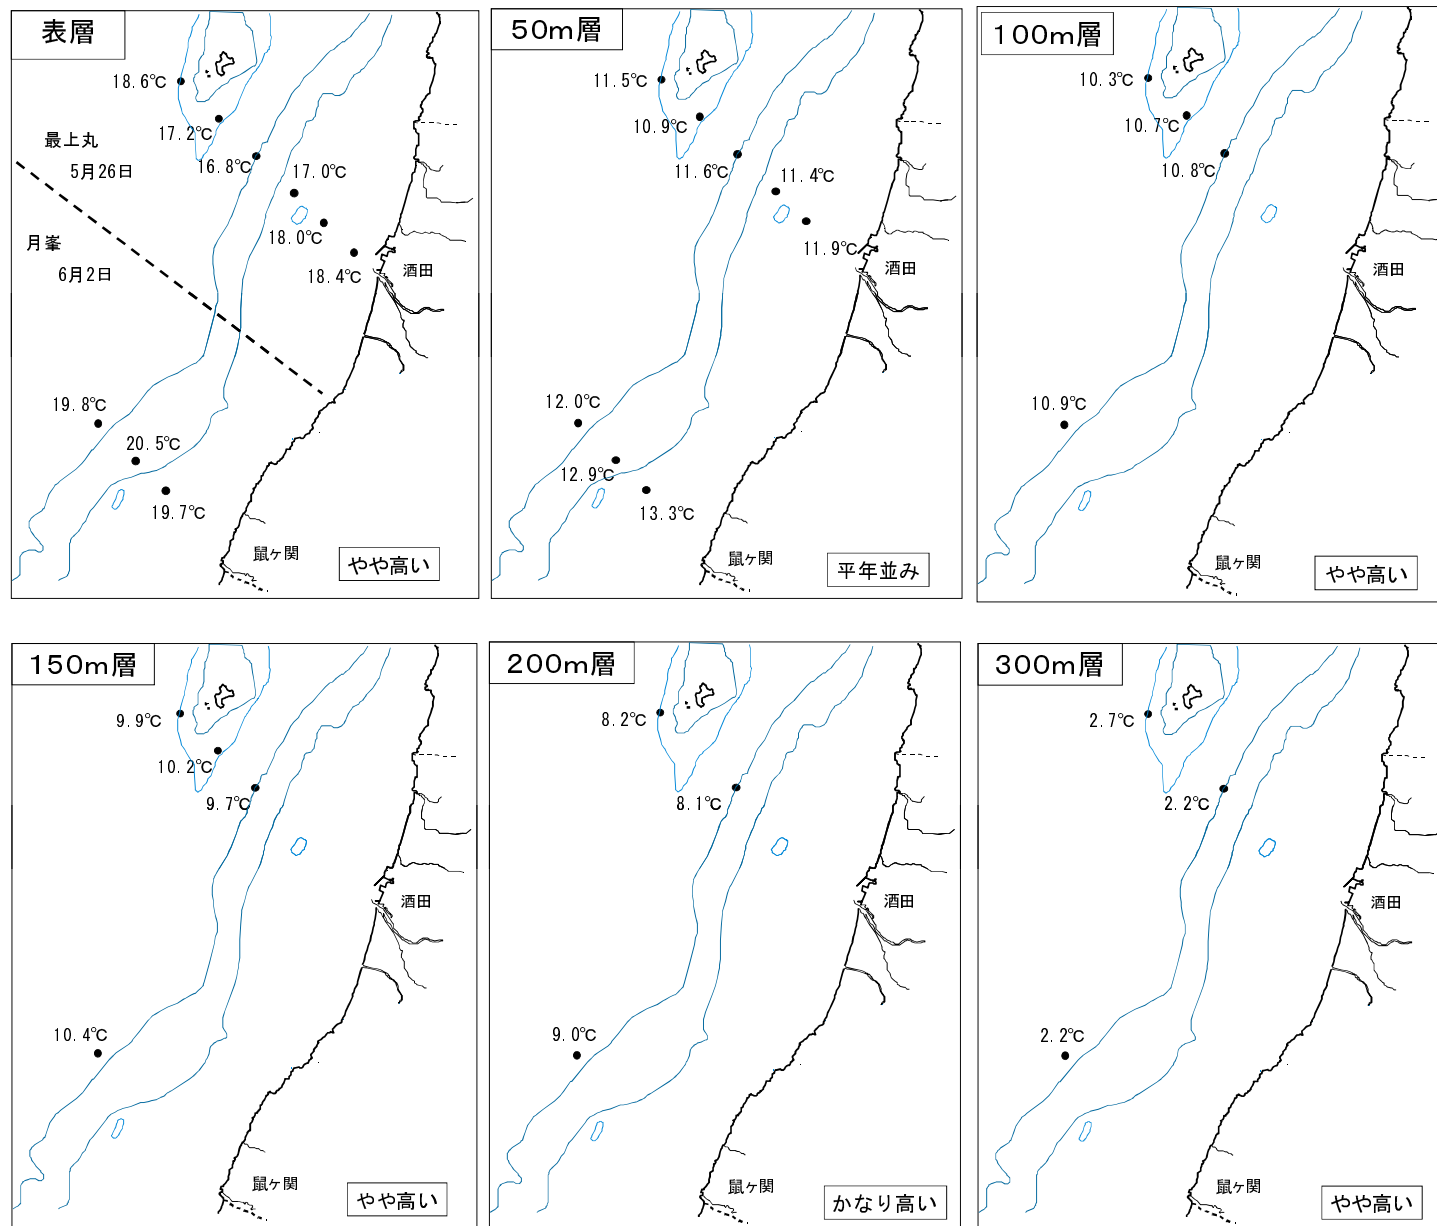 表層
18.6℃
17.2℃
最上丸
5月26日
16.8℃
17.0℃
18.0℃
月峯
6月2日
18.4℃
酒田
19.8℃
20.5℃
19.7℃
鼠ヶ関
やや高い
50m層
11.5℃
10.9℃
11.6℃
11.4℃
11.9℃
酒田
12.0℃
12.9℃
13.3℃
鼠ヶ関
平年並み
100m層
10.3℃
10.7℃
10.8℃
酒田
10.9℃
鼠ヶ関
やや高い
150m層
9.9℃
10.2℃
9.7℃
酒田
10.4℃
鼠ヶ関
やや高い
200m層
8.2℃
8.1℃
酒田
9.0℃
鼠ヶ関
かなり高い
300m層
2.7℃
2.2℃
酒田
2.2℃
鼠ヶ関
やや高い